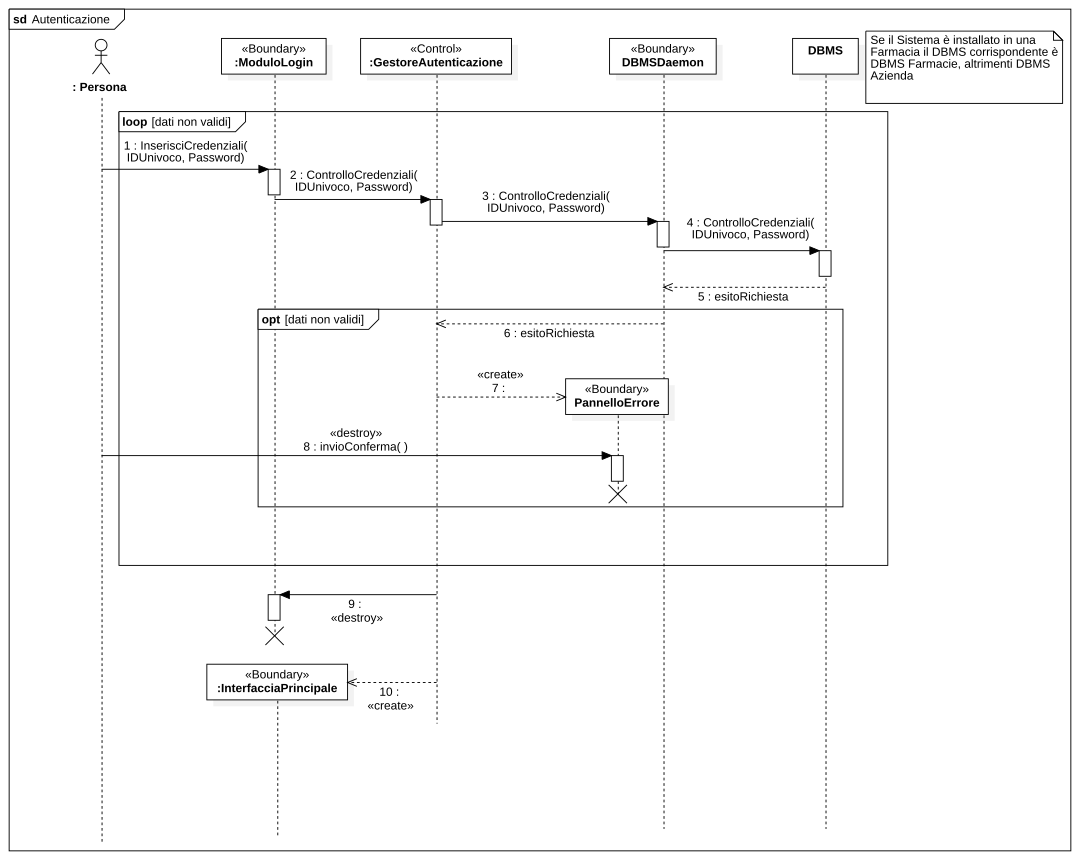 sd Autenticazione
: Persona
«Boundary»
:ModuloLogin
«Control»
:GestoreAutenticazione
«Boundary»
DBMSDaemon
DBMS
Se il Sistema è installato in una
Farmacia il DBMS corrispondente è
DBMS Farmacie, altrimenti DBMS
Azienda
loop [dati non validi]
1 : InserisciCredenziali(
IDUnivoco, Password)
2 : ControlloCredenziali(
IDUnivoco, Password)
3 : ControlloCredenziali(
IDUnivoco, Password)
4 : ControlloCredenziali(
IDUnivoco, Password)
5 : esitoRichiesta
opt [dati non validi]
6 : esitoRichiesta
«create»
7 :
«Boundary»
PannelloErrore
«destroy»
8 : invioConferma( )
9 :
«destroy»
«Boundary»
:InterfacciaPrincipale
10 :
«create»